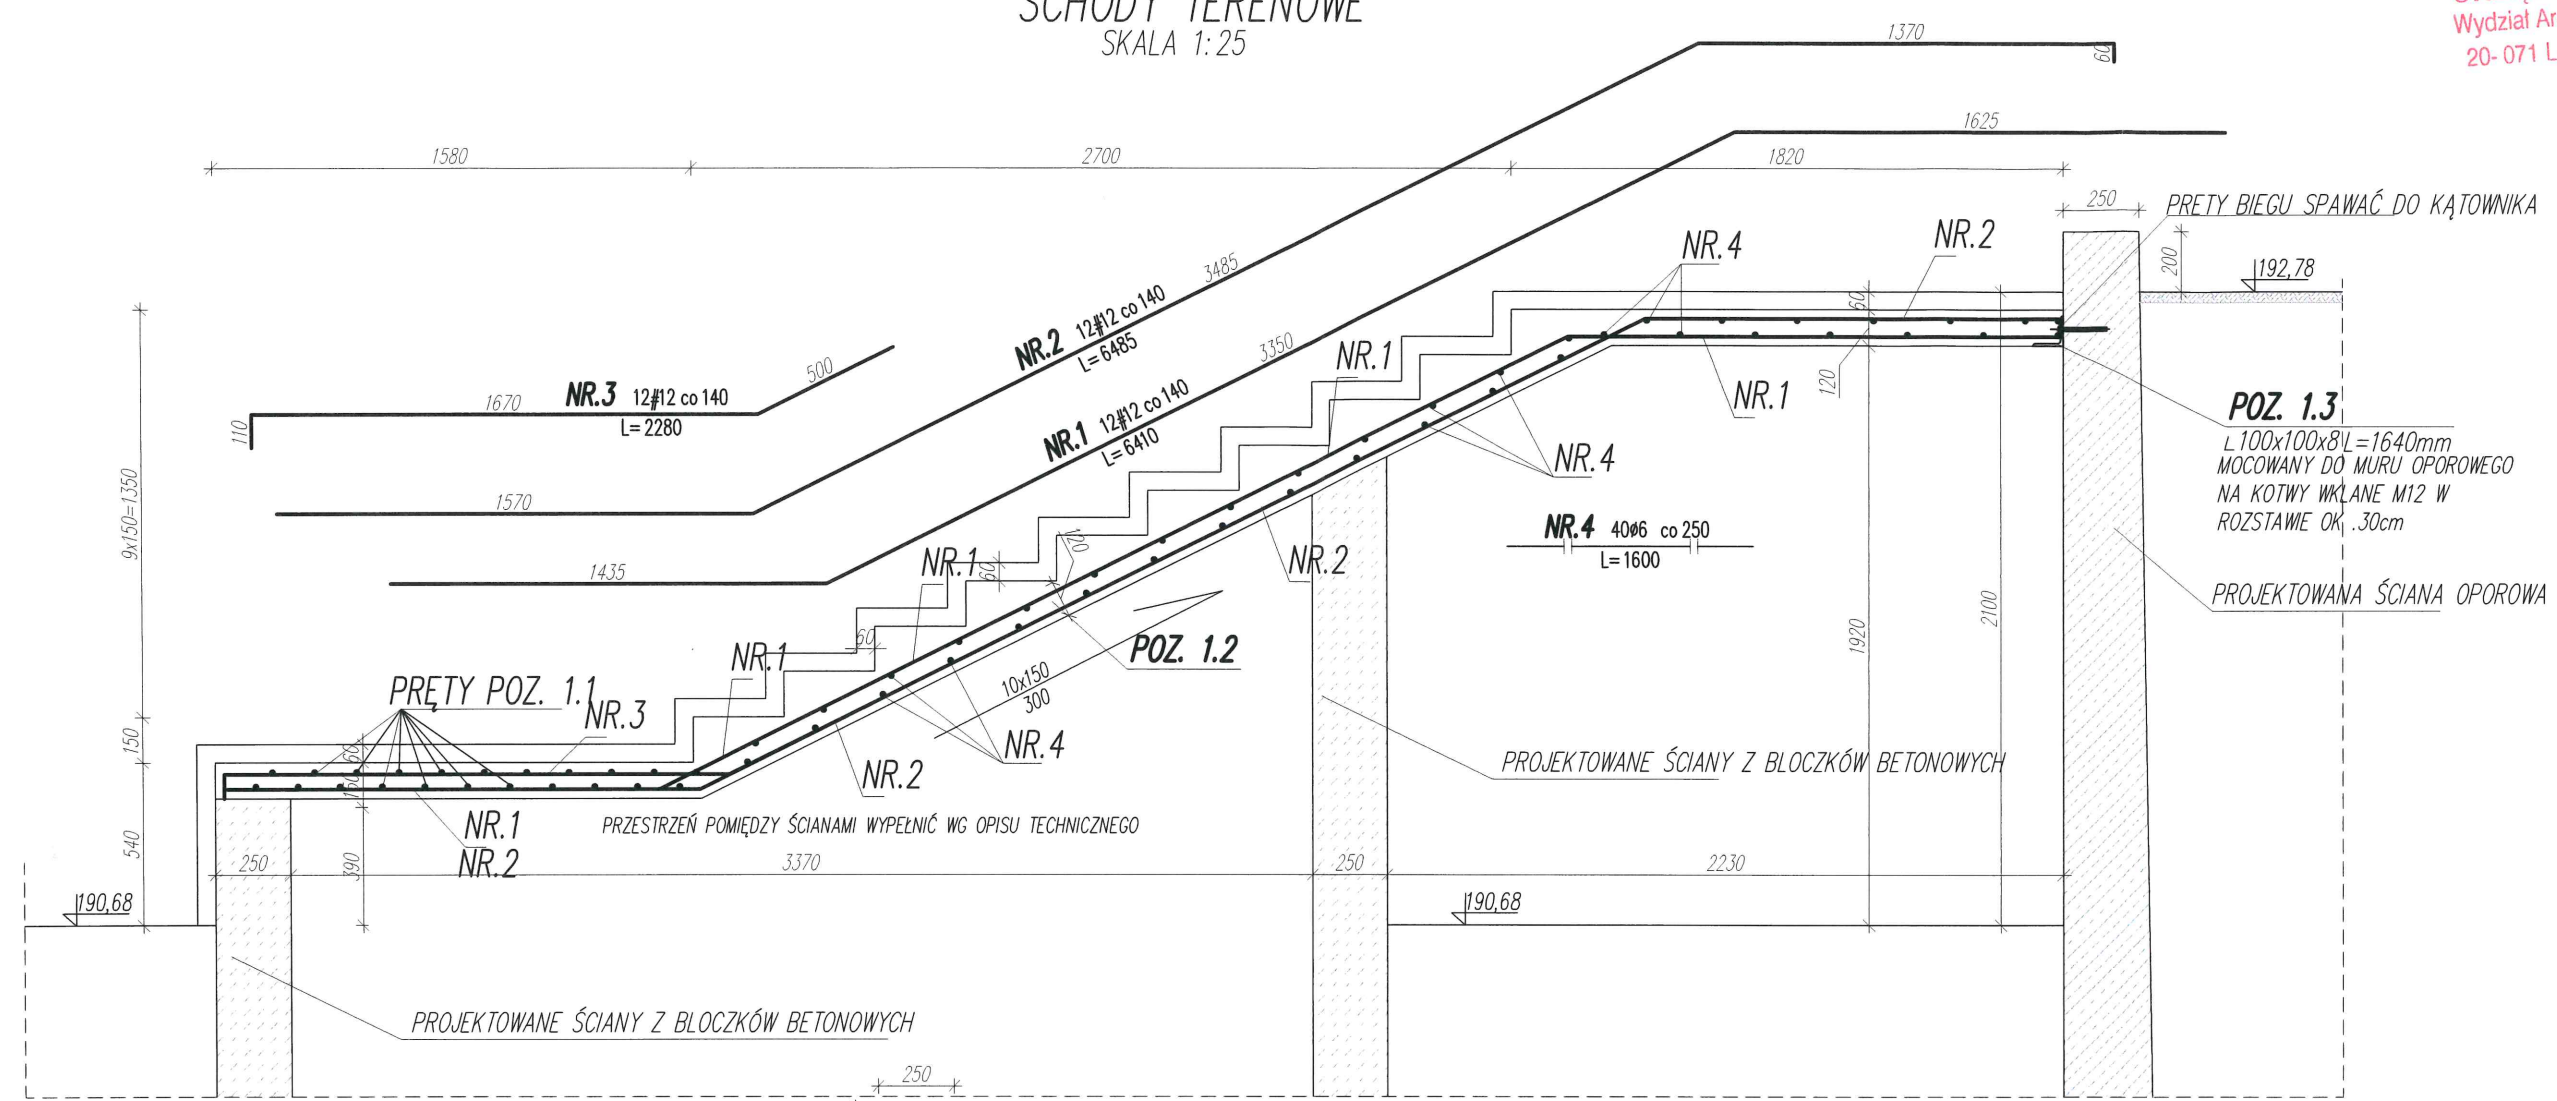 SCHODY TERENOWE
SKALA 1:25
Wydział Ar
20-071 L
1370
60
1625
1580
2700
1820
250
PRETY BIEGU SPAWAĆ DO KĄTOWNIKA
200
192,78
NR.4
NR.2
3485
NR.2 12#12 co 140
L=6485
3350
NR.1 12#12 co 140
L=6410
500
1670
NR.3 12#12 co 140
L=2280
110
1570
1435
9x150=1350
NR.1
60
120
NR.1
POZ. 1.3
L 100x100x8 L=1640mm
MOCOWANY DO MURU OPOROWEGO
NA KOTWY WKLANE M12 W
ROZSTAWIE OK .30cm
NR.4
NR.4 40ø6 co 250
L=1600
NR.1
60
120
NR.2
PROJEKTOWANA ŚCIANA OPOROWA
2100
1920
60
NR.1
POZ. 1.2
10x150
300
PRĘTY POZ. 1.1
NR.3
NR.4
NR.2
150
60
150
540
390
NR.1
NR.2
PRZESTRZEŃ POMIĘDZY ŚCIANAMI WYPEŁNIĆ WG OPISU TECHNICZNEGO
PROJEKTOWANE ŚCIANY Z BLOCZKÓW BETONOWYCH
250
3370
250
2230
190,68
190,68
PROJEKTOWANE ŚCIANY Z BLOCZKÓW BETONOWYCH
250